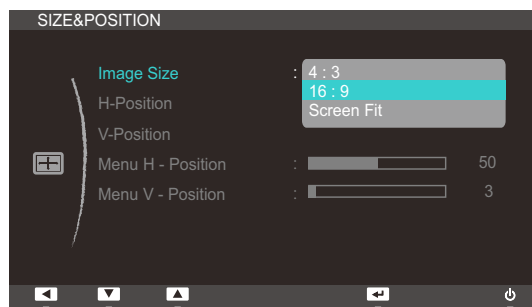 SIZE&POSITION
Image Size : 4 : 3
16 : 9
H-Position
Screen Fit
V-Position
Menu H - Position : 50
Menu V - Position : 3